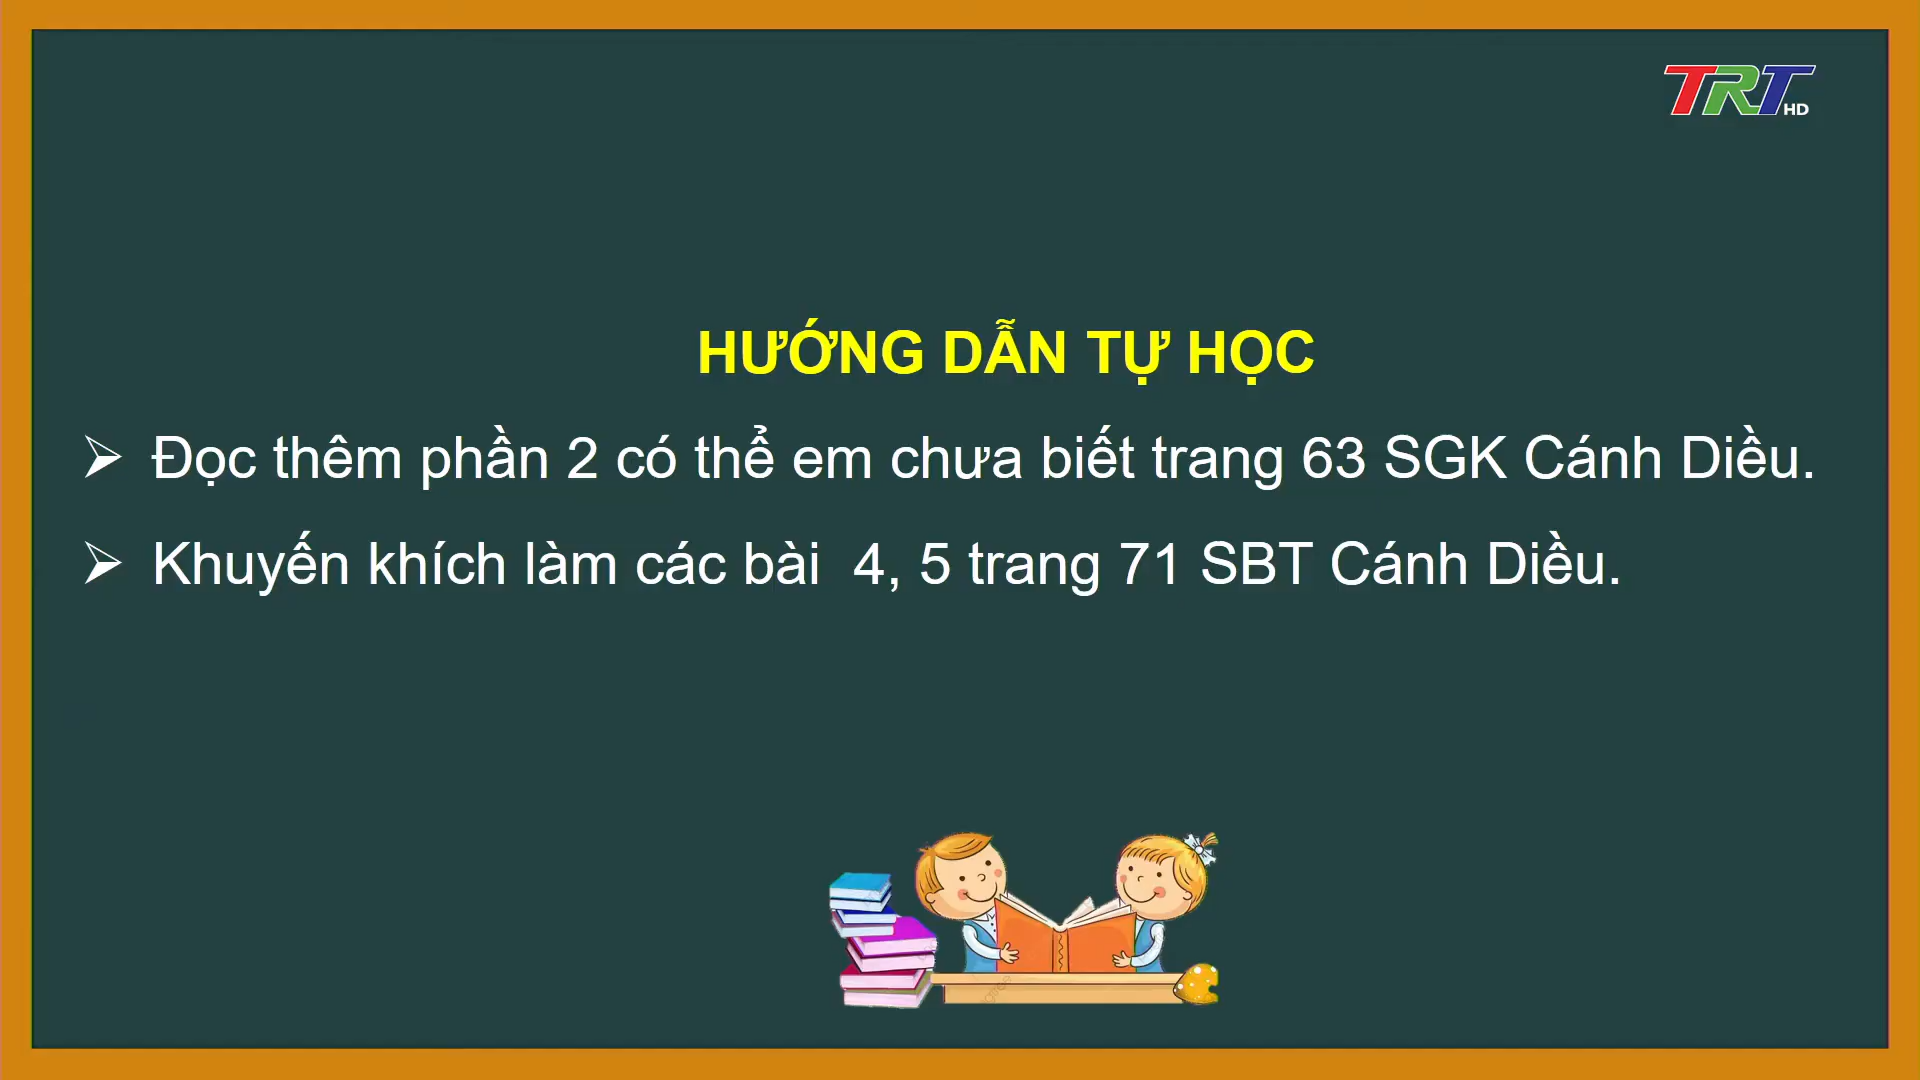 TRT HD
HƯỚNG DẪN TỰ HỌC
➢ Đọc thêm phần 2 có thể em chưa biết trang 63 SGK Cánh Diều.
➢ Khuyến khích làm các bài  4, 5 trang 71 SBT Cánh Diều.